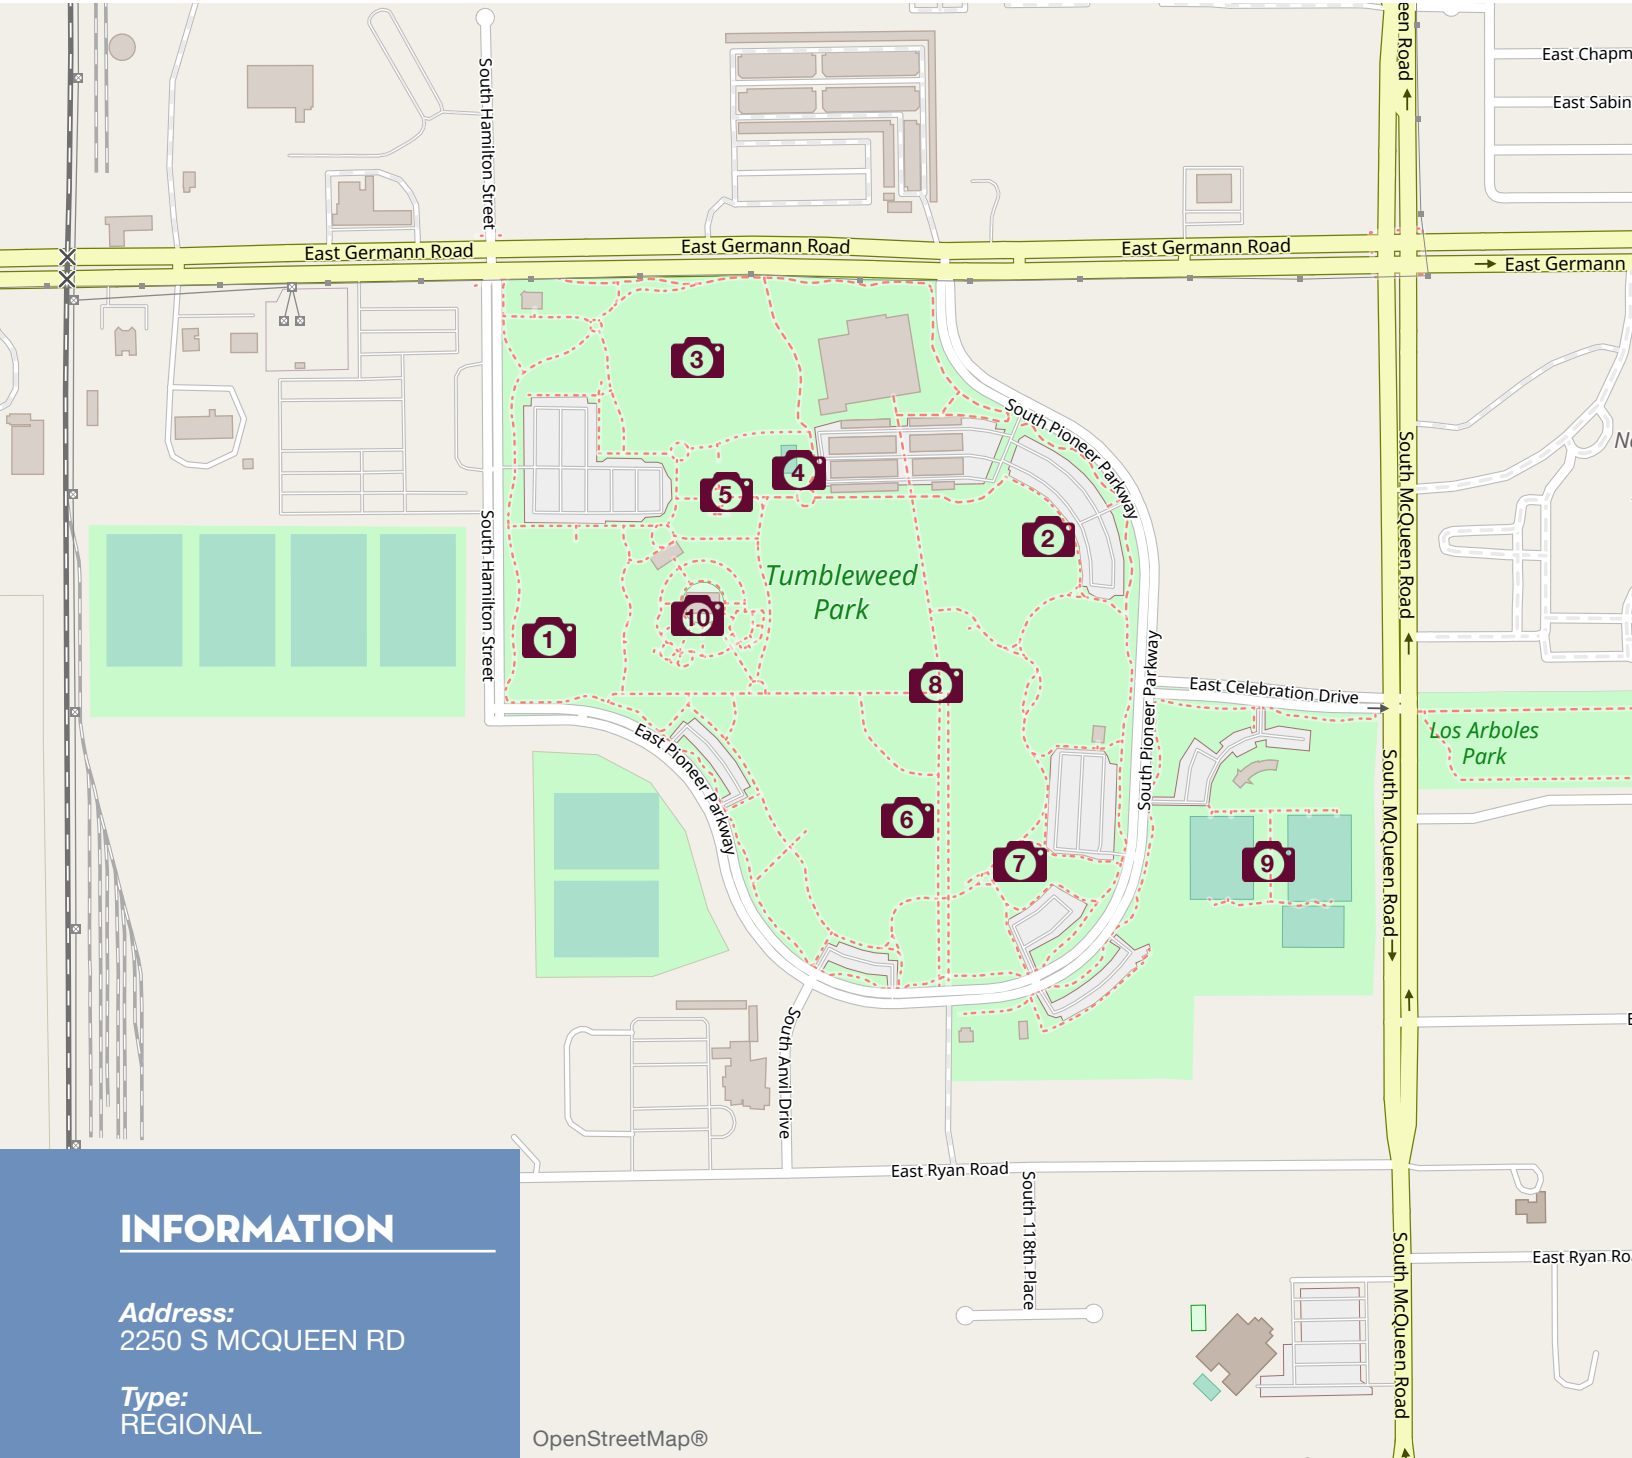 South Hamilton Street
een Road
East Chapm
East Sabin
East Germann Road
East Germann Road
East Germann Road
East Germann
3
South Pioneer Parkway
4
5
2
South McQueen Road
South Hamilton Street
Tumbleweed
Park
10
1
8
South Pioneer Parkway
East Celebration Drive
Los Arboles
Park
East Pioneer Parkway
South McQueen Road
6
7
9
South Anvil Drive
East Ryan Road
South 118th Place
East Ryan Ro
South McQueen Road
INFORMATION
Address:
2250 S MCQUEEN RD
Type:
REGIONAL
OpenStreetMap®